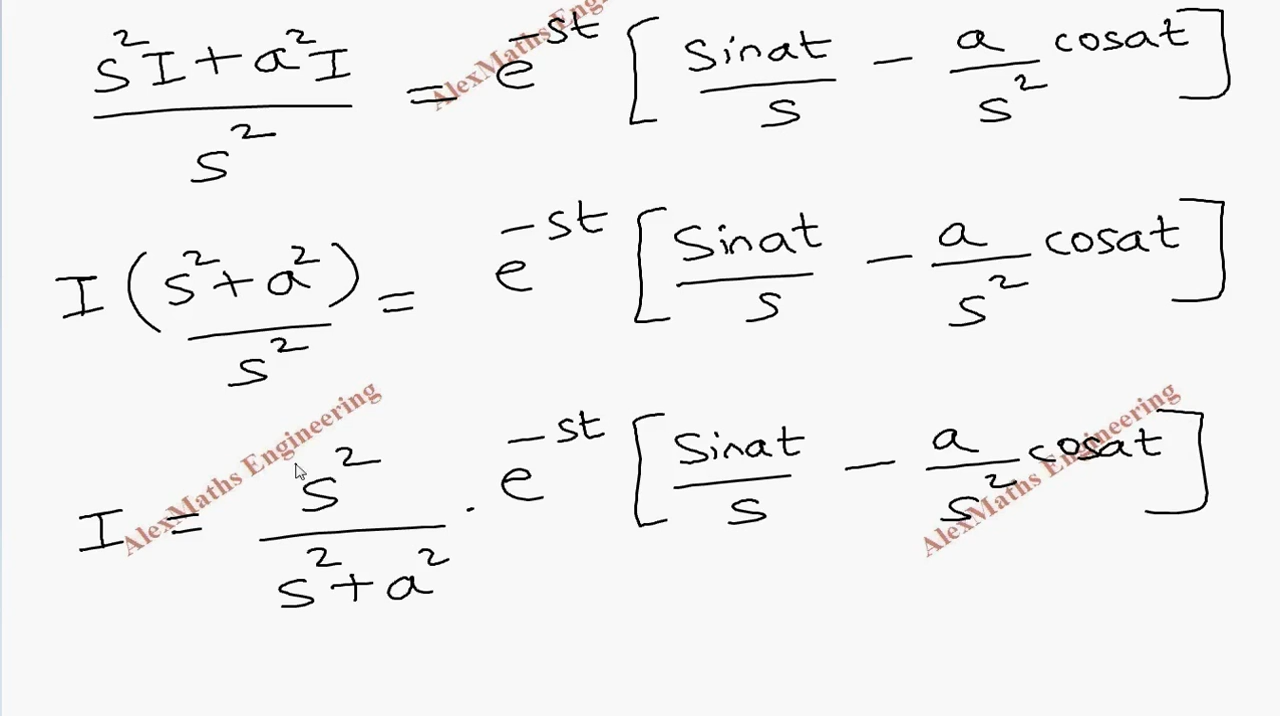 (s²I + a²I)/s² = e^(-st) [ Sinat/s - a/s² cosat ]
I (s² + a²)/s² = e^(-st) [ Sinat/s - a/s² cosat ]
I = s²/(s² + a²) . e^(-st) [ Sinat/s - a/s² cosat ]
AlexMaths Engineering
AlexMaths Engineering
AlexMaths Engine